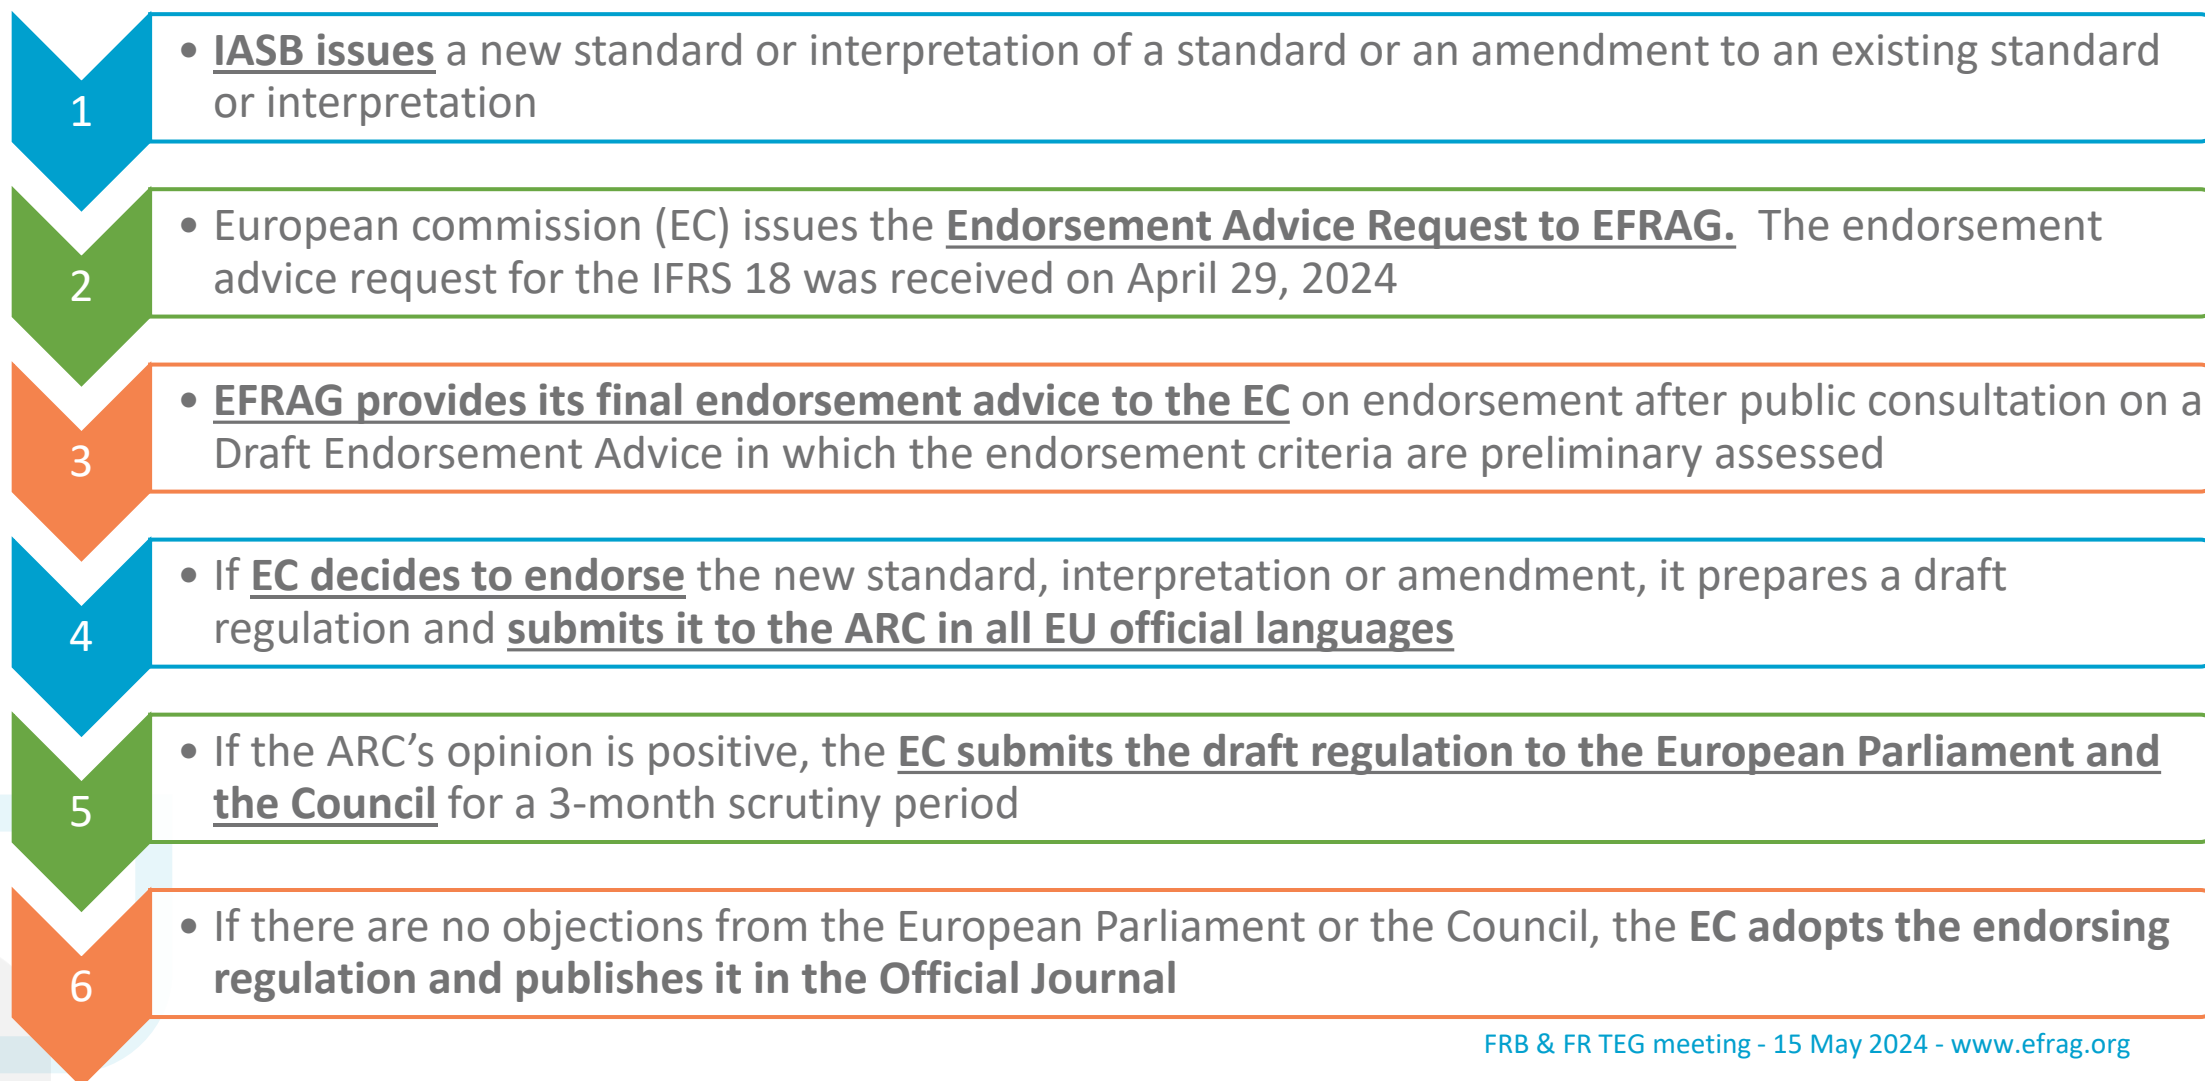 1
• IASB issues a new standard or interpretation of a standard or an amendment to an existing standard
or interpretation
2
• European commission (EC) issues the Endorsement Advice Request to EFRAG. The endorsement
advice request for the IFRS 18 was received on April 29, 2024
3
• EFRAG provides its final endorsement advice to the EC on endorsement after public consultation on a
Draft Endorsement Advice in which the endorsement criteria are preliminary assessed
4
• If EC decides to endorse the new standard, interpretation or amendment, it prepares a draft
regulation and submits it to the ARC in all EU official languages
5
• If the ARC’s opinion is positive, the EC submits the draft regulation to the European Parliament and
the Council for a 3-month scrutiny period
6
• If there are no objections from the European Parliament or the Council, the EC adopts the endorsing
regulation and publishes it in the Official Journal
FRB & FR TEG meeting - 15 May 2024 - www.efrag.org